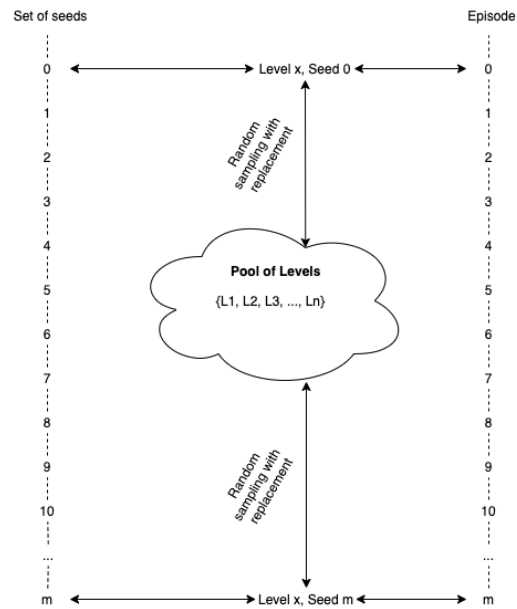 Set of seeds
Episode
0
Level x, Seed 0
0
1
1
Random
sampling with
replacement
2
2
3
3
4
4
Pool of Levels
5
{L1, L2, L3, ..., Ln}
5
6
6
7
7
8
8
9
Random
sampling with
replacement
9
10
10
...
...
m
Level x, Seed m
m